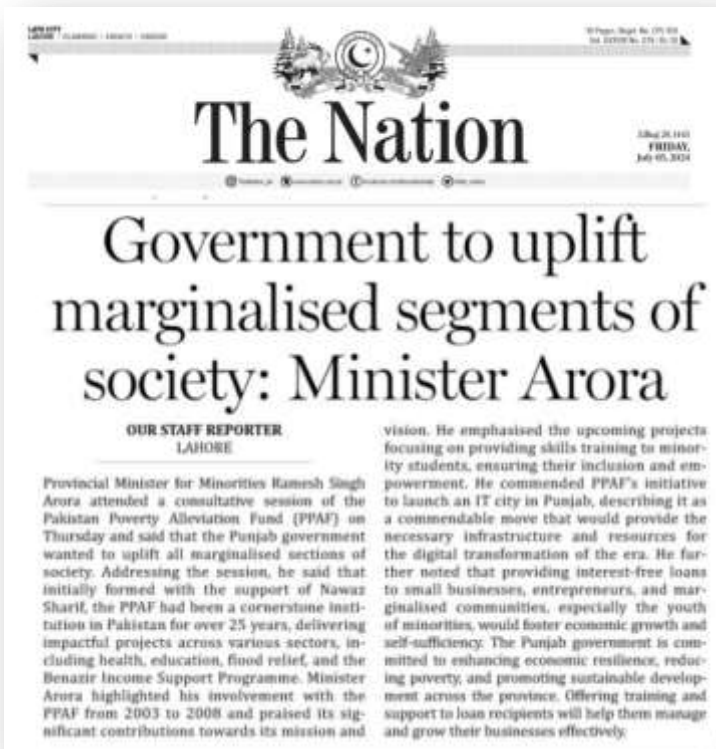 The Nation
FRIDAY,
July 05, 2024
Government to uplift
marginalised segments of
society: Minister Arora
OUR STAFF REPORTER
LAHORE
Provincial Minister for Minorities Ramesh Singh
Arora attended a consultative session of the
Pakistan Poverty Alleviation Fund (PPAF) on
Thursday and said that the Punjab government
wanted to uplift all marginalised sections of
society. Addressing the session, he said that
initially formed with the support of Nawaz
Sharif, the PPAF had been a cornerstone insti-
tution in Pakistan for over 25 years, delivering
impactful projects across various sectors, in-
cluding health, education, flood relief, and the
Benazir Income Support Programme. Minister
Arora highlighted his involvement with the
PPAF from 2003 to 2008 and praised its sig-
nificant contributions towards its mission and
vision. He emphasised the upcoming projects
focusing on providing skills training to minor-
ity students, ensuring their inclusion and em-
powerment. He commended PPAF's initiative
to launch an IT city in Punjab, describing it as
a commendable move that would provide the
necessary infrastructure and resources for
the digital transformation of the era. He fur-
ther noted that providing interest-free loans
to small businesses, entrepreneurs, and mar-
ginalised communities, especially the youth
of minorities, would foster economic growth and
self-sufficiency. The Punjab government is com-
mitted to enhancing economic resilience, reduc-
ing poverty, and promoting sustainable develop-
ment across the province. Offering training and
support to loan recipients will help them manage
and grow their businesses effectively.